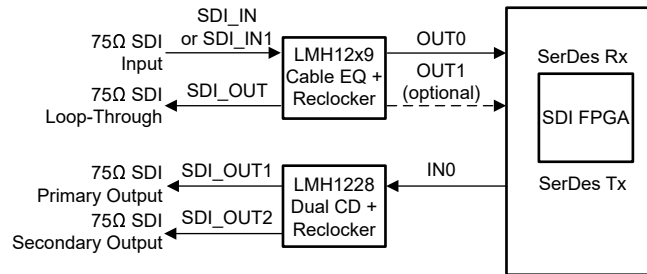 SDI_IN
or SDI_IN1
75Ω SDI
Input
LMH12x9
Cable EQ +
Reclocker
OUT0
OUT1
(optional)
75Ω SDI
Loop-Through
SDI_OUT
SerDes Rx
SDI FPGA
SerDes Tx
75Ω SDI
Primary Output
SDI_OUT1
75Ω SDI
Secondary Output
SDI_OUT2
LMH1228
Dual CD +
Reclocker
IN0